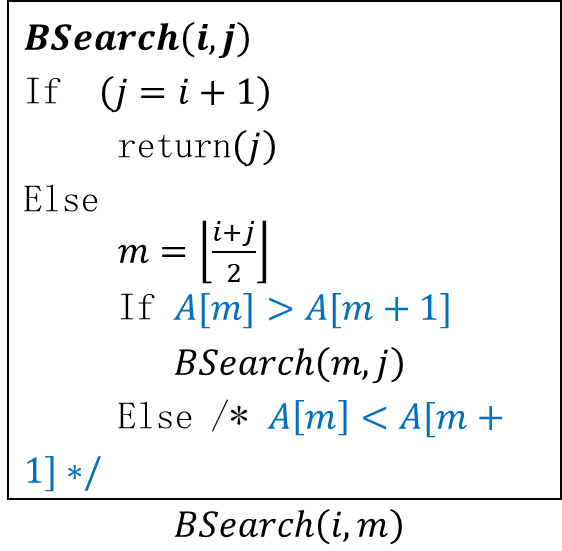 BSearch(i,j)
If (j = i + 1)
return(j)
Else
m = ⌊(i+j)/2⌋
If A[m] > A[m + 1]
BSearch(m,j)
Else /* A[m] < A[m +
1] */
BSearch(i,m)